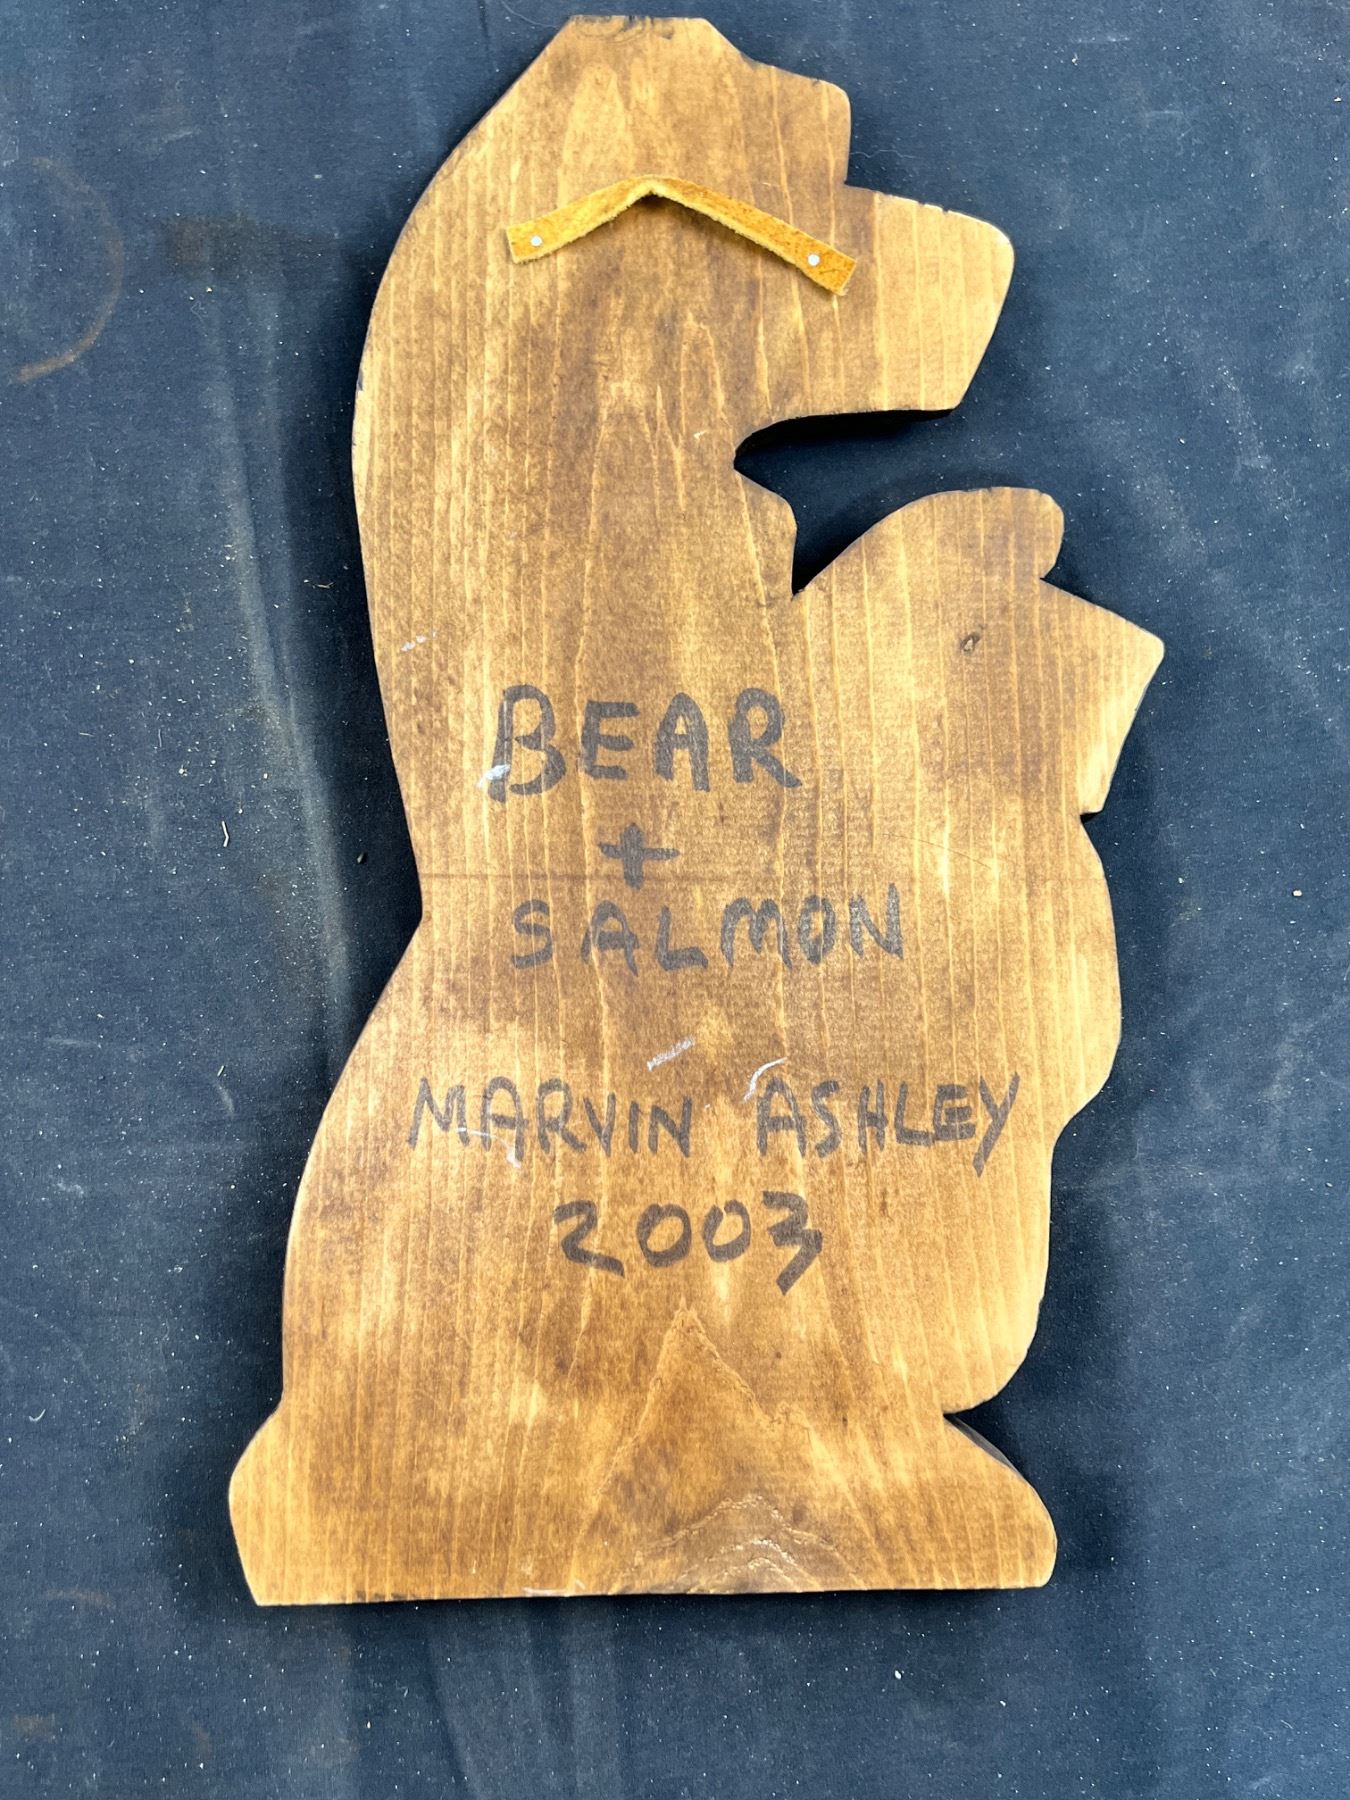 BEAR
+
SALMON
MARVIN ASHLEY
2003